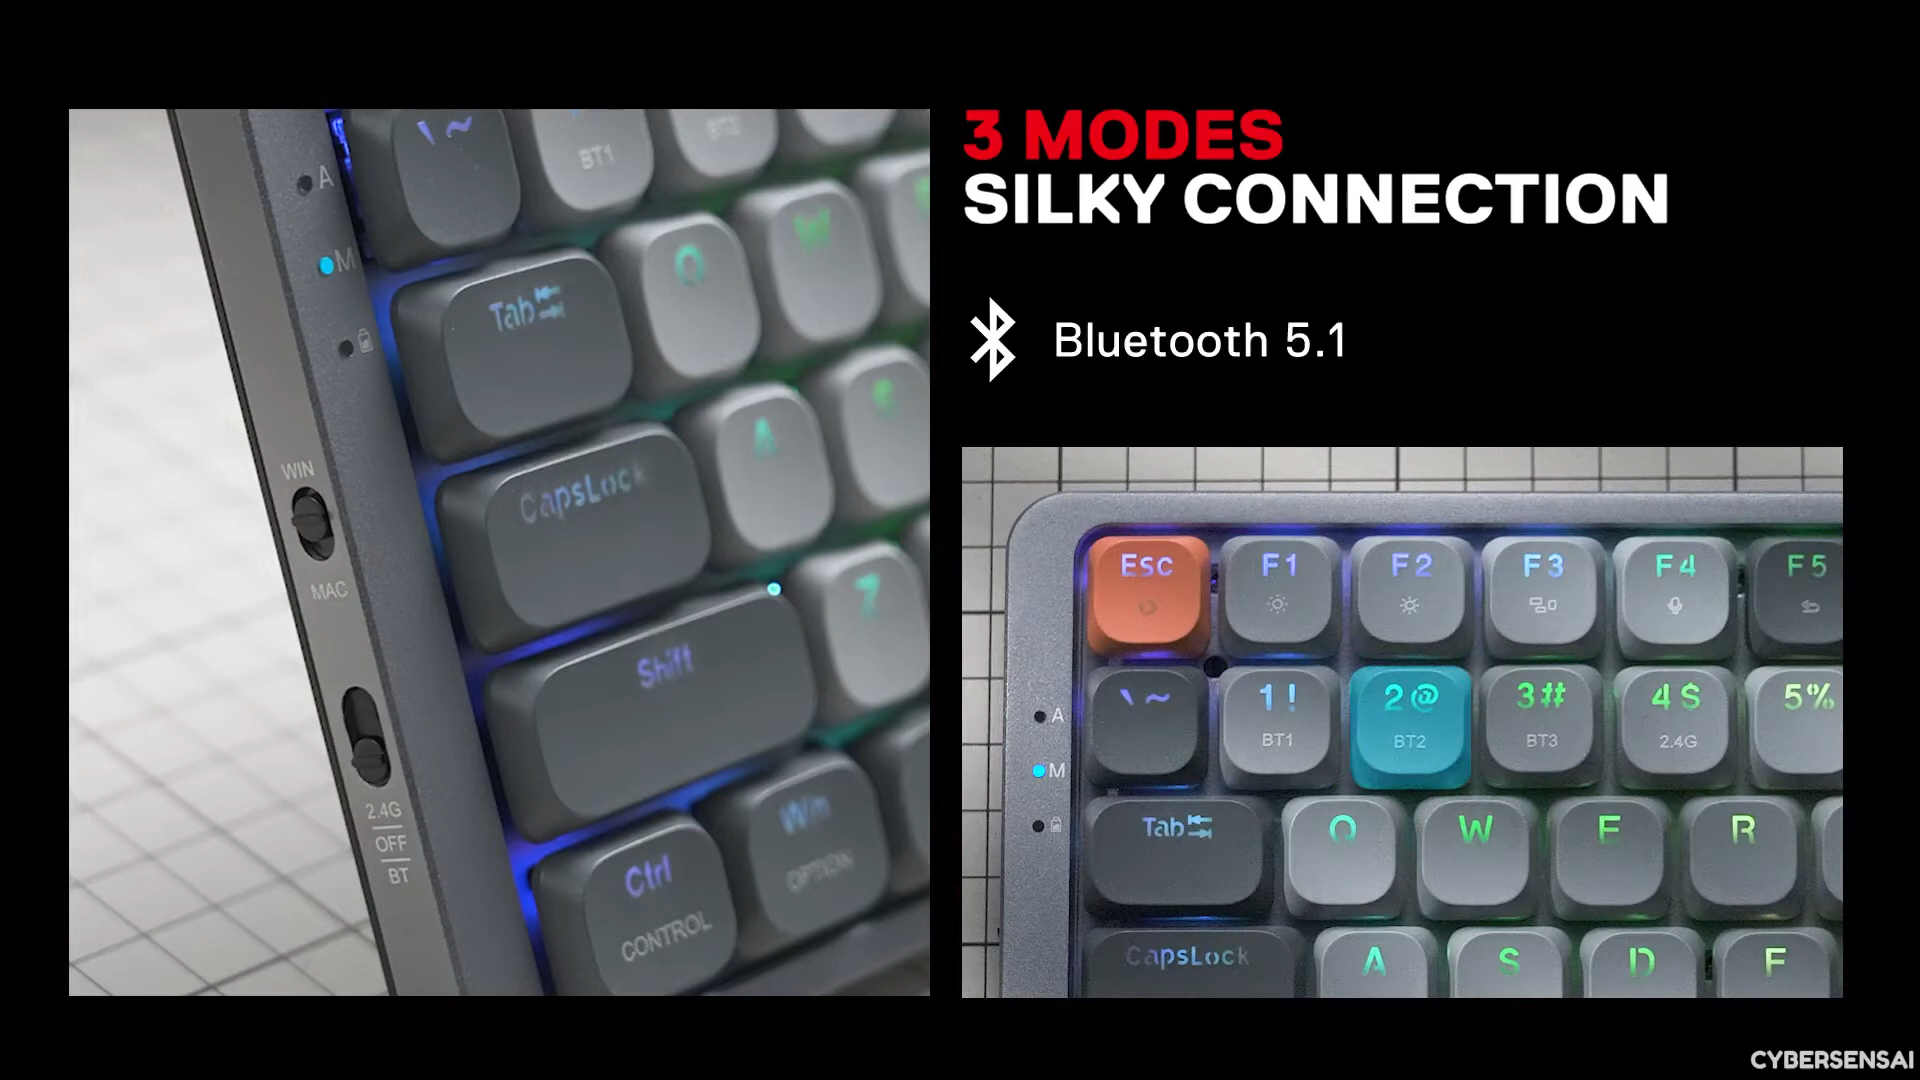 3 MODES
SILKY CONNECTION
Bluetooth 5.1
A
M
WIN
MAC
2.4G
OFF
BT
` ~
BT1
BT2
Tab
Q
W
CapsLock
A
S
Shift
Z
Ctrl
CONTROL
Win
OPTION
Esc
F1
F2
F3
F4
F5
` ~
1 !
2 @
3 #
4 $
5 %
BT1
BT2
BT3
2.4G
A
M
Tab
Q
W
E
R
CapsLock
A
S
D
F
CYBERSENSAI